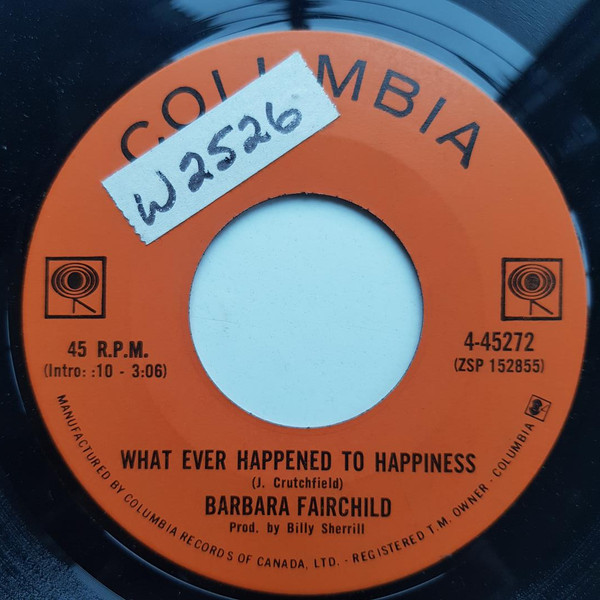 COLUMBIA
W2526
45 R.P.M.
(Intro: :10 - 3:06)
4-45272
(ZSP 152855)
WHAT EVER HAPPENED TO HAPPINESS
(J. Crutchfield)
BARBARA FAIRCHILD
Prod. by Billy Sherrill
MANUFACTURED BY COLUMBIA RECORDS OF CANADA, LTD. - REGISTERED T.M. OWNER - COLUMBIA